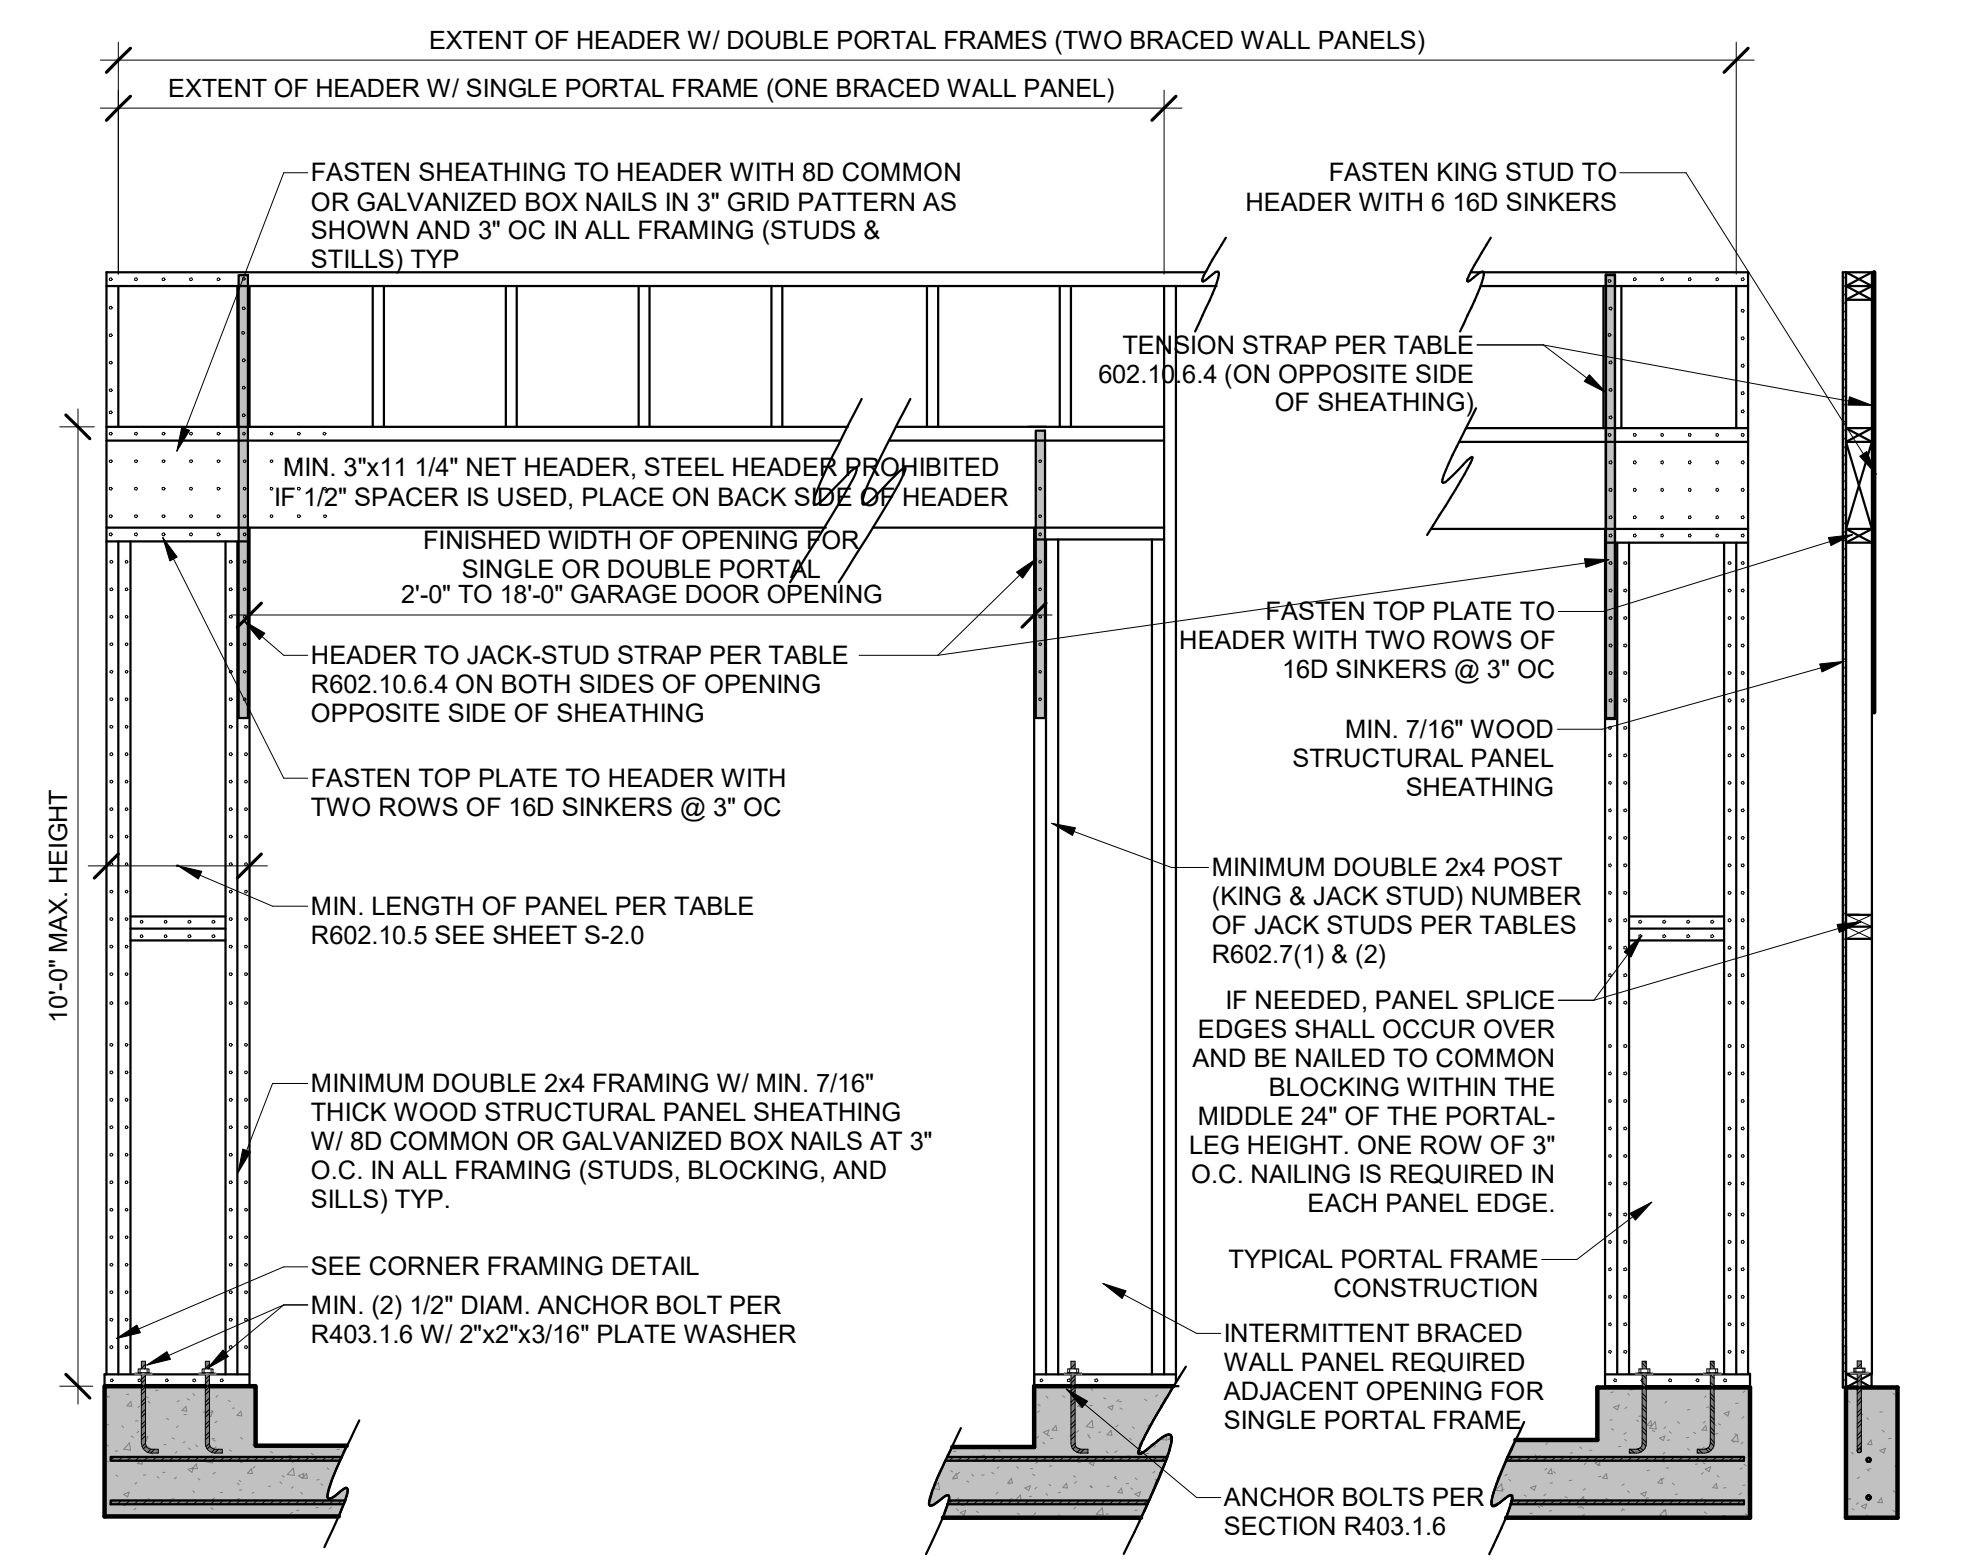 EXTENT OF HEADER W/ DOUBLE PORTAL FRAMES (TWO BRACED WALL PANELS)
EXTENT OF HEADER W/ SINGLE PORTAL FRAME (ONE BRACED WALL PANEL)
FASTEN SHEATHING TO HEADER WITH 8D COMMON
OR GALVANIZED BOX NAILS IN 3" GRID PATTERN AS
SHOWN AND 3" OC IN ALL FRAMING (STUDS &
STILLS) TYP
FASTEN KING STUD TO
HEADER WITH 6 16D SINKERS
TENSION STRAP PER TABLE
602.10.6.4 (ON OPPOSITE SIDE
OF SHEATHING)
MIN. 3"x11 1/4" NET HEADER, STEEL HEADER PROHIBITED
IF 1/2" SPACER IS USED, PLACE ON BACK SIDE OF HEADER
FINISHED WIDTH OF OPENING FOR
SINGLE OR DOUBLE PORTAL
2'-0" TO 18'-0" GARAGE DOOR OPENING
HEADER TO JACK-STUD STRAP PER TABLE
R602.10.6.4 ON BOTH SIDES OF OPENING
OPPOSITE SIDE OF SHEATHING
FASTEN TOP PLATE TO
HEADER WITH TWO ROWS OF
16D SINKERS @ 3" OC
MIN. 7/16" WOOD
STRUCTURAL PANEL
SHEATHING
FASTEN TOP PLATE TO HEADER WITH
TWO ROWS OF 16D SINKERS @ 3" OC
10'-0" MAX. HEIGHT
MIN. LENGTH OF PANEL PER TABLE
R602.10.5 SEE SHEET S-2.0
MINIMUM DOUBLE 2x4 POST
(KING & JACK STUD) NUMBER
OF JACK STUDS PER TABLES
R602.7(1) & (2)
IF NEEDED, PANEL SPLICE
EDGES SHALL OCCUR OVER
AND BE NAILED TO COMMON
BLOCKING WITHIN THE
MIDDLE 24" OF THE PORTAL-
LEG HEIGHT. ONE ROW OF 3"
O.C. NAILING IS REQUIRED IN
EACH PANEL EDGE.
MINIMUM DOUBLE 2x4 FRAMING W/ MIN. 7/16"
THICK WOOD STRUCTURAL PANEL SHEATHING
W/ 8D COMMON OR GALVANIZED BOX NAILS AT 3"
O.C. IN ALL FRAMING (STUDS, BLOCKING, AND
SILLS) TYP.
SEE CORNER FRAMING DETAIL
MIN. (2) 1/2" DIAM. ANCHOR BOLT PER
R403.1.6 W/ 2"x2"x3/16" PLATE WASHER
TYPICAL PORTAL FRAME
CONSTRUCTION
INTERMITTENT BRACED
WALL PANEL REQUIRED
ADJACENT OPENING FOR
SINGLE PORTAL FRAME
ANCHOR BOLTS PER
SECTION R403.1.6